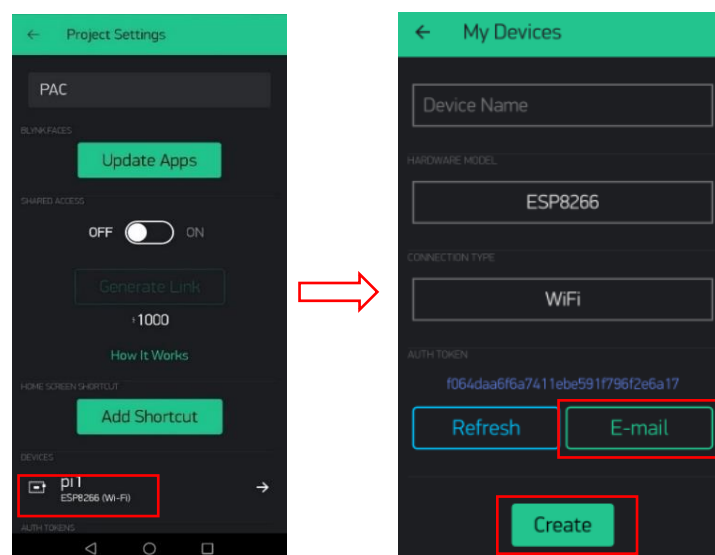 Project Settings
PAC
BLYNK FACES
Update Apps
SHARED ACCESS
OFF ON
Generate Link
1000
How It Works
HOME SCREEN SHORTCUT
Add Shortcut
DEVICES
pi1
ESP8266 (Wi-Fi)
AUTH TOKENS
My Devices
Device Name
HARDWARE MODEL
ESP8266
CONNECTION TYPE
WiFi
AUTH TOKEN
f064daa6f6a7411ebe591f796f2e6a17
Refresh E-mail
Create